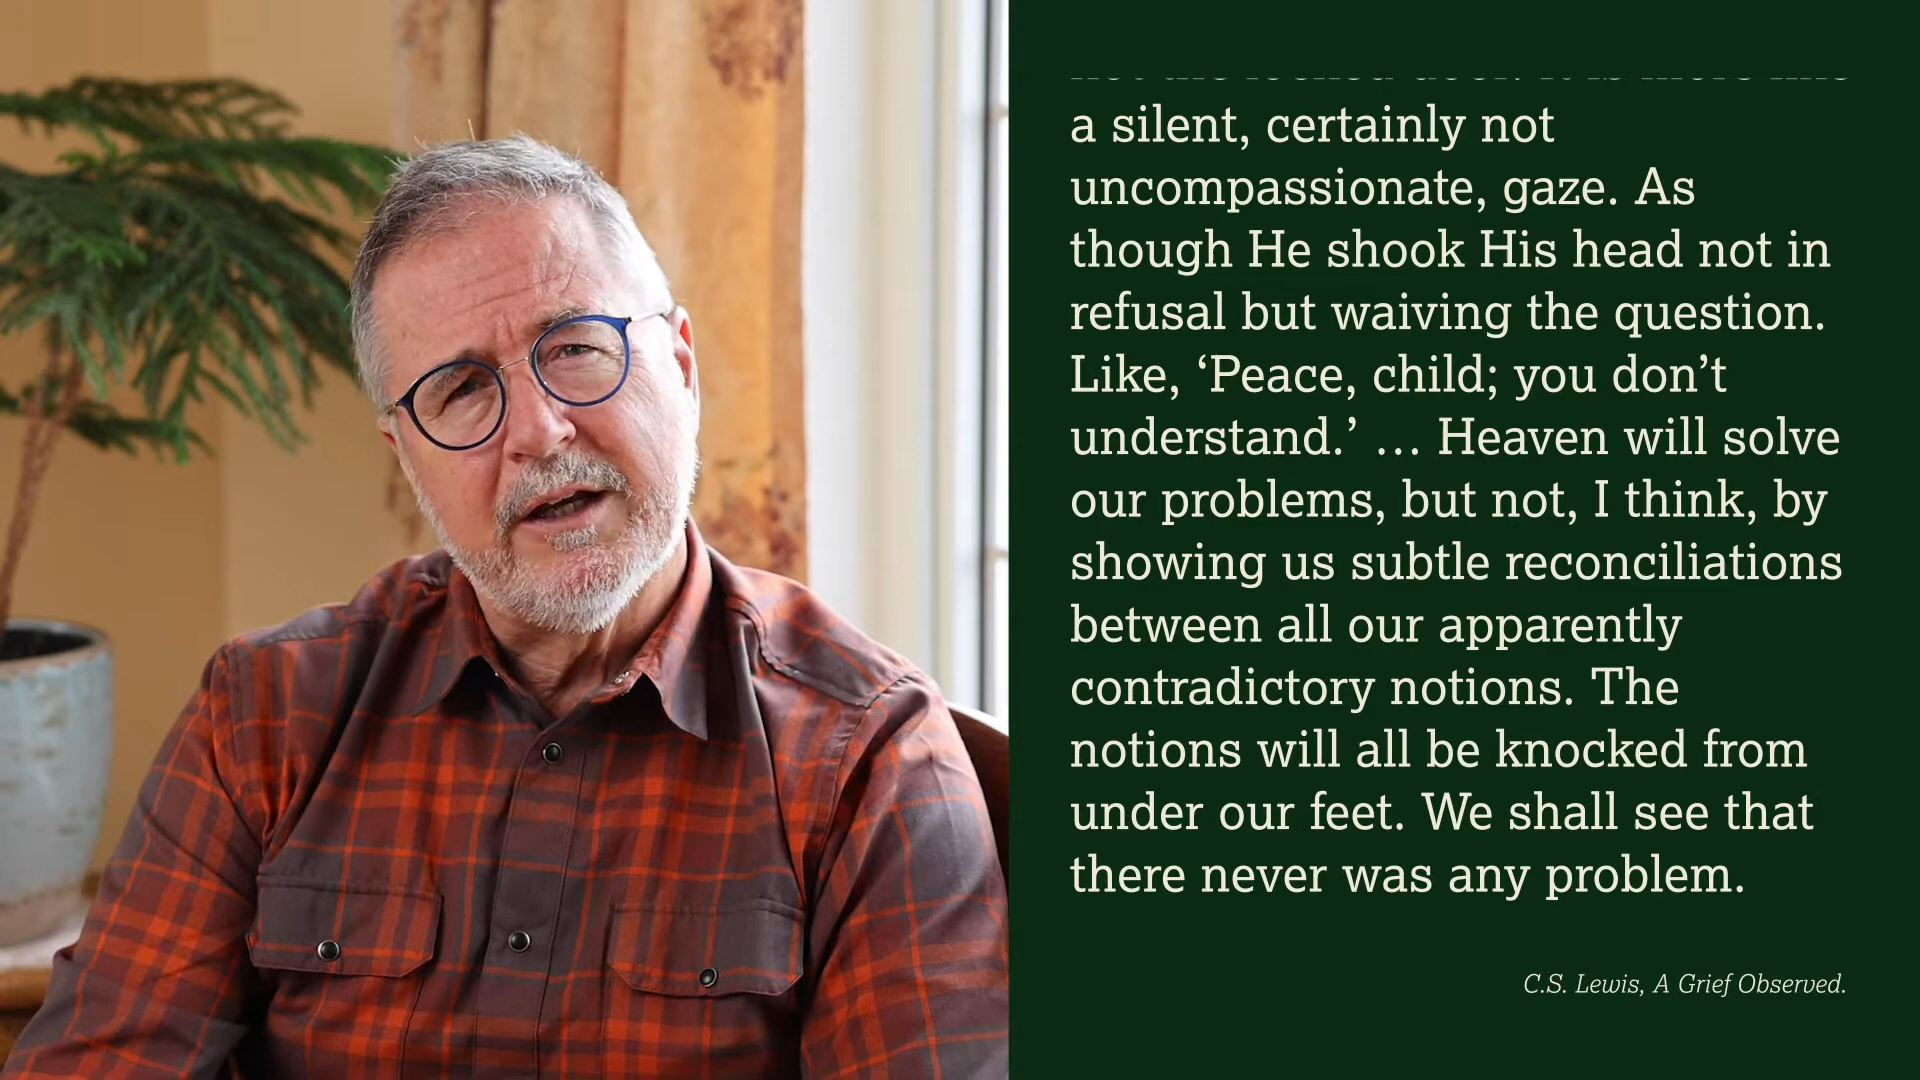 a silent, certainly not
uncompassionate, gaze. As
though He shook His head not in
refusal but waiving the question.
Like, ‘Peace, child; you don’t
understand.’ … Heaven will solve
our problems, but not, I think, by
showing us subtle reconciliations
between all our apparently
contradictory notions. The
notions will all be knocked from
under our feet. We shall see that
there never was any problem.
C.S. Lewis, A Grief Observed.